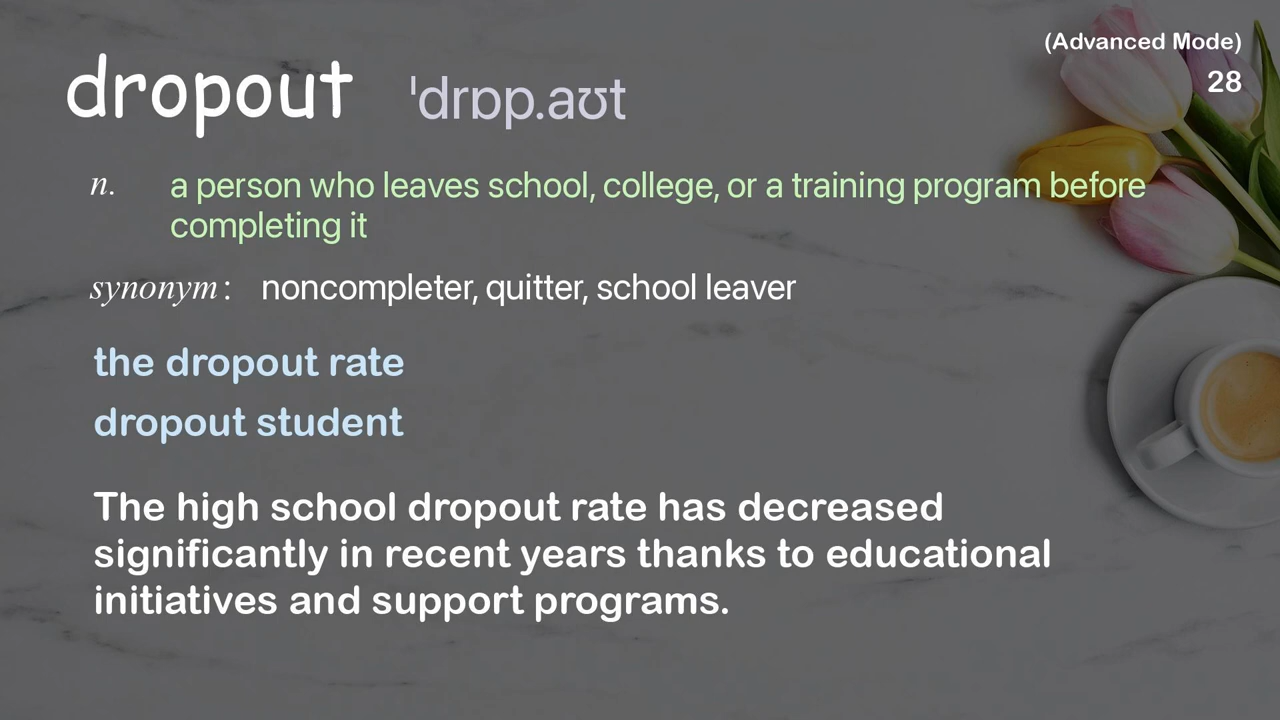 (Advanced Mode)
28
dropout ˈdrɒp.aʊt
n. a person who leaves school, college, or a training program before
completing it
synonym : noncompleter, quitter, school leaver
the dropout rate
dropout student
The high school dropout rate has decreased
significantly in recent years thanks to educational
initiatives and support programs.